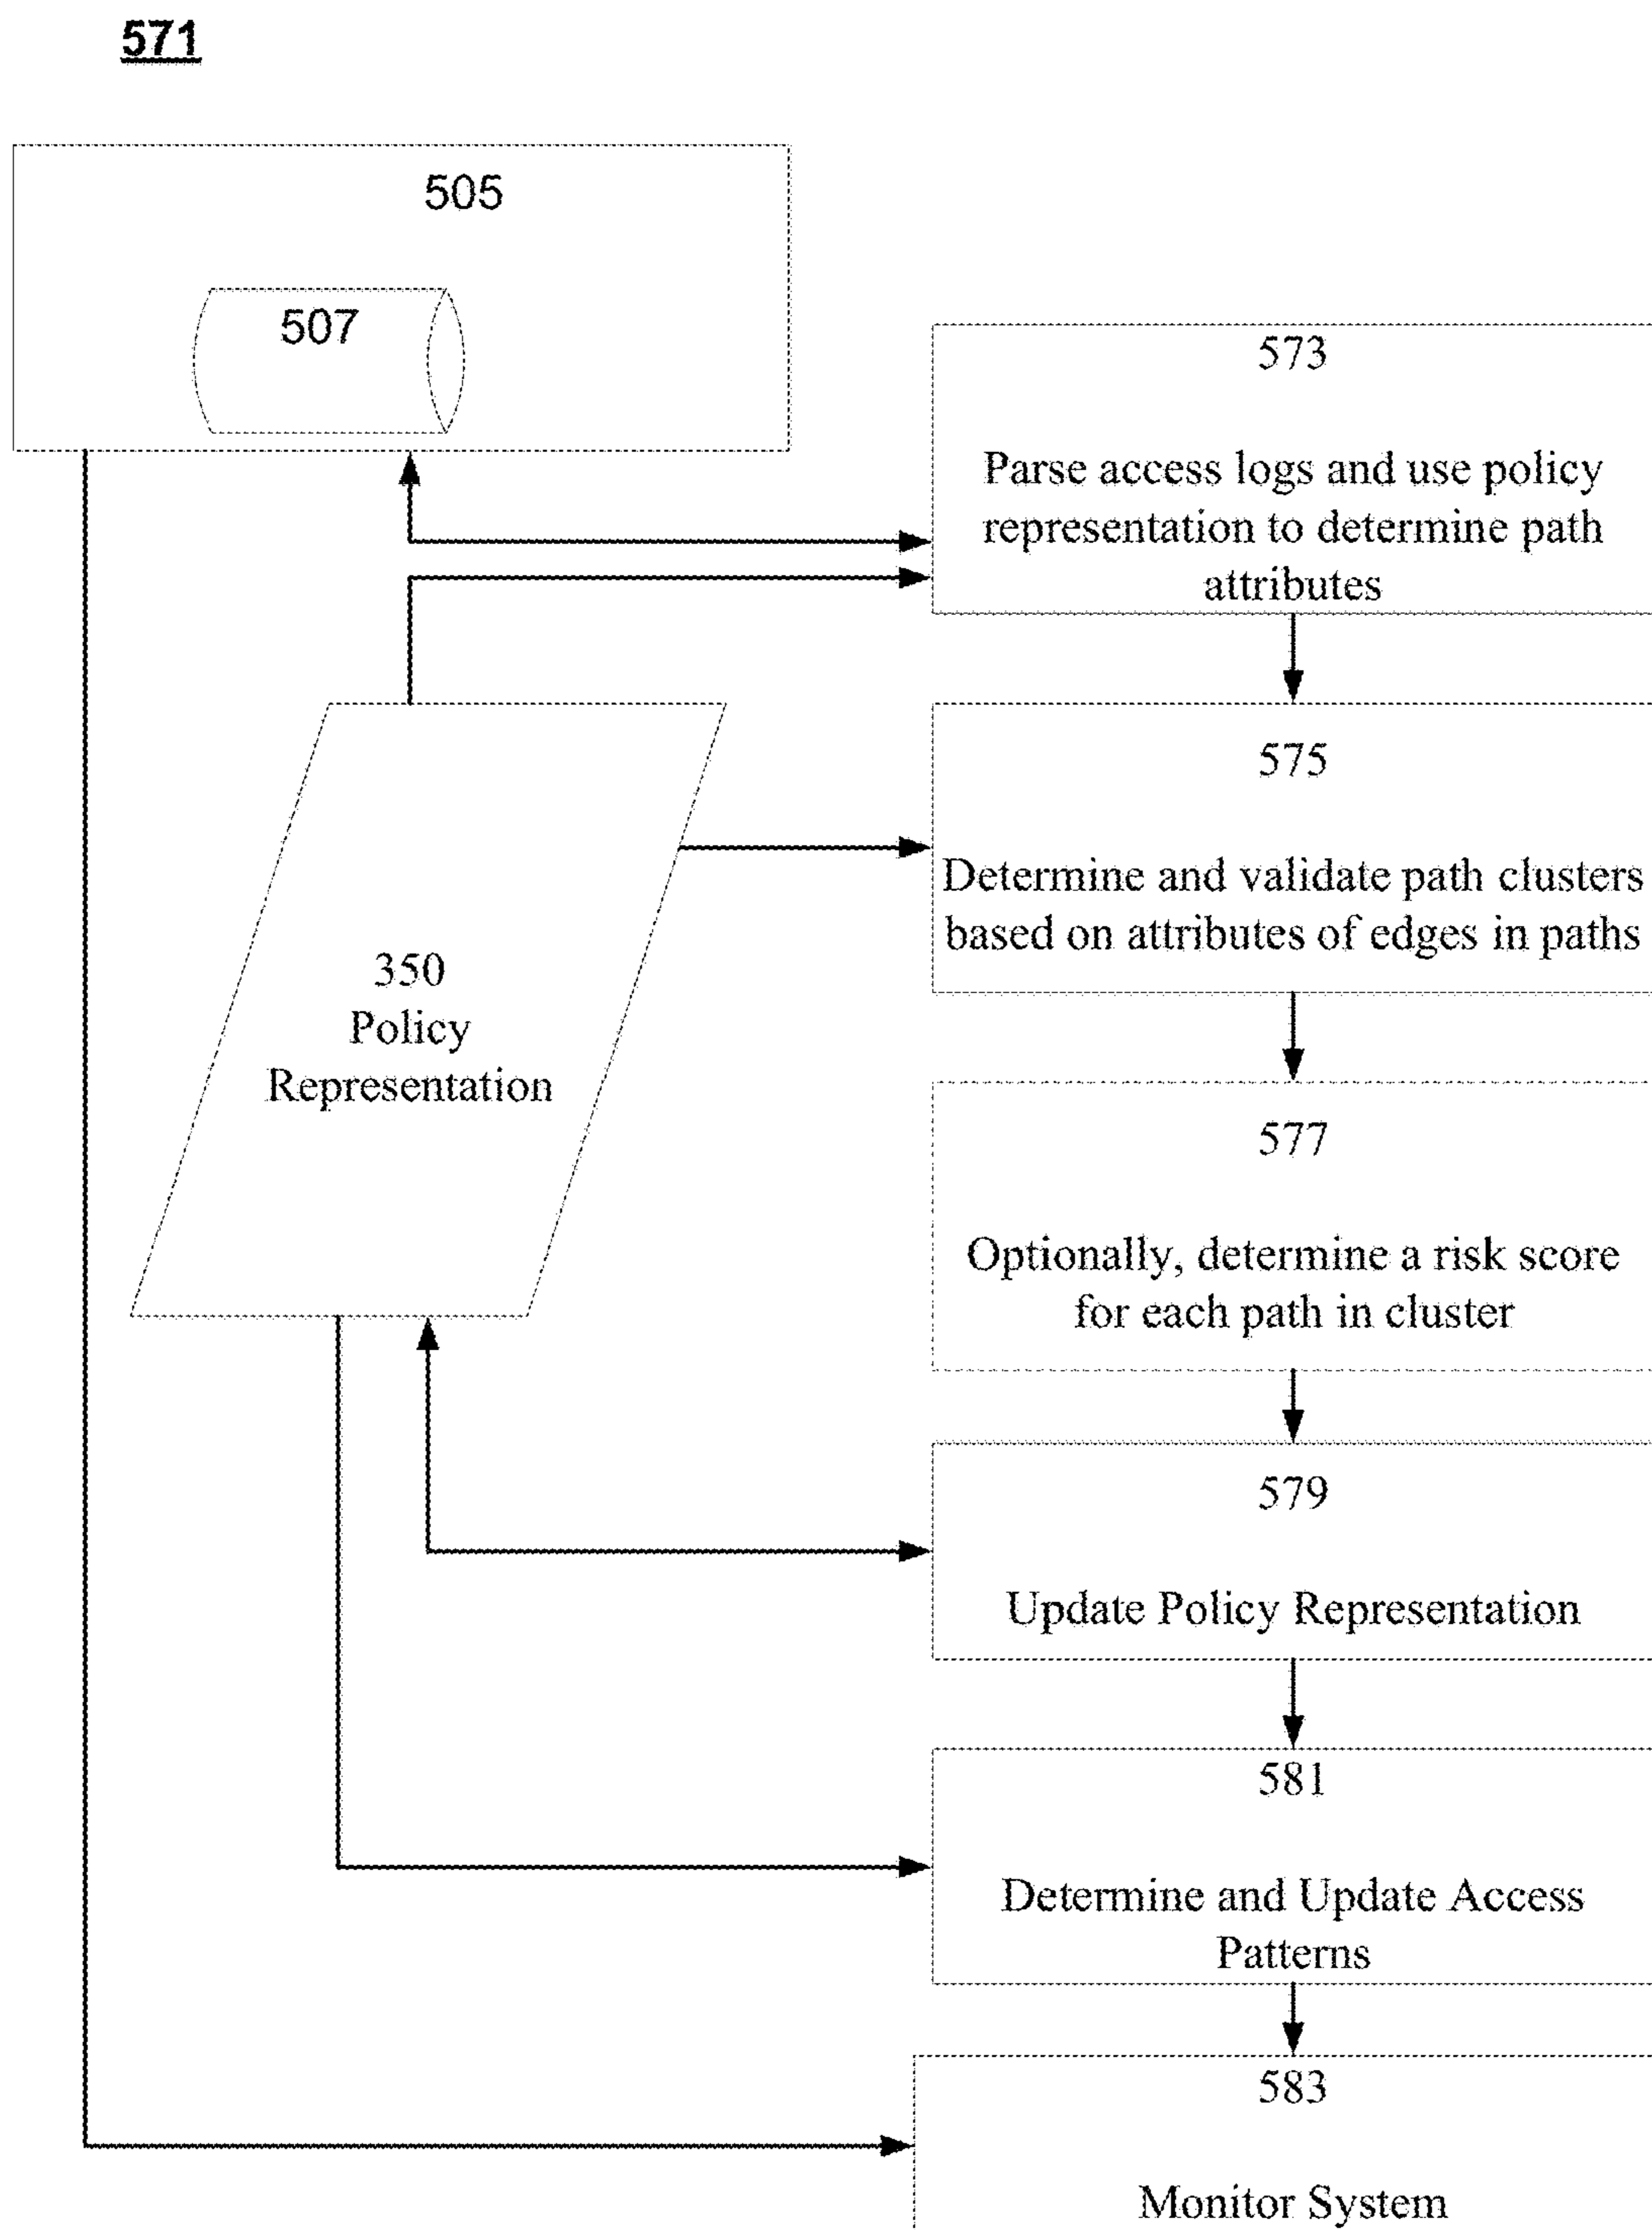 571
505
507
573
Parse access logs and use policy
representation to determine path
attributes
575
Determine and validate path clusters
based on attributes of edges in paths
350
Policy
Representation
577
Optionally, determine a risk score
for each path in cluster
579
Update Policy Representation
581
Determine and Update Access
Patterns
583
Monitor System